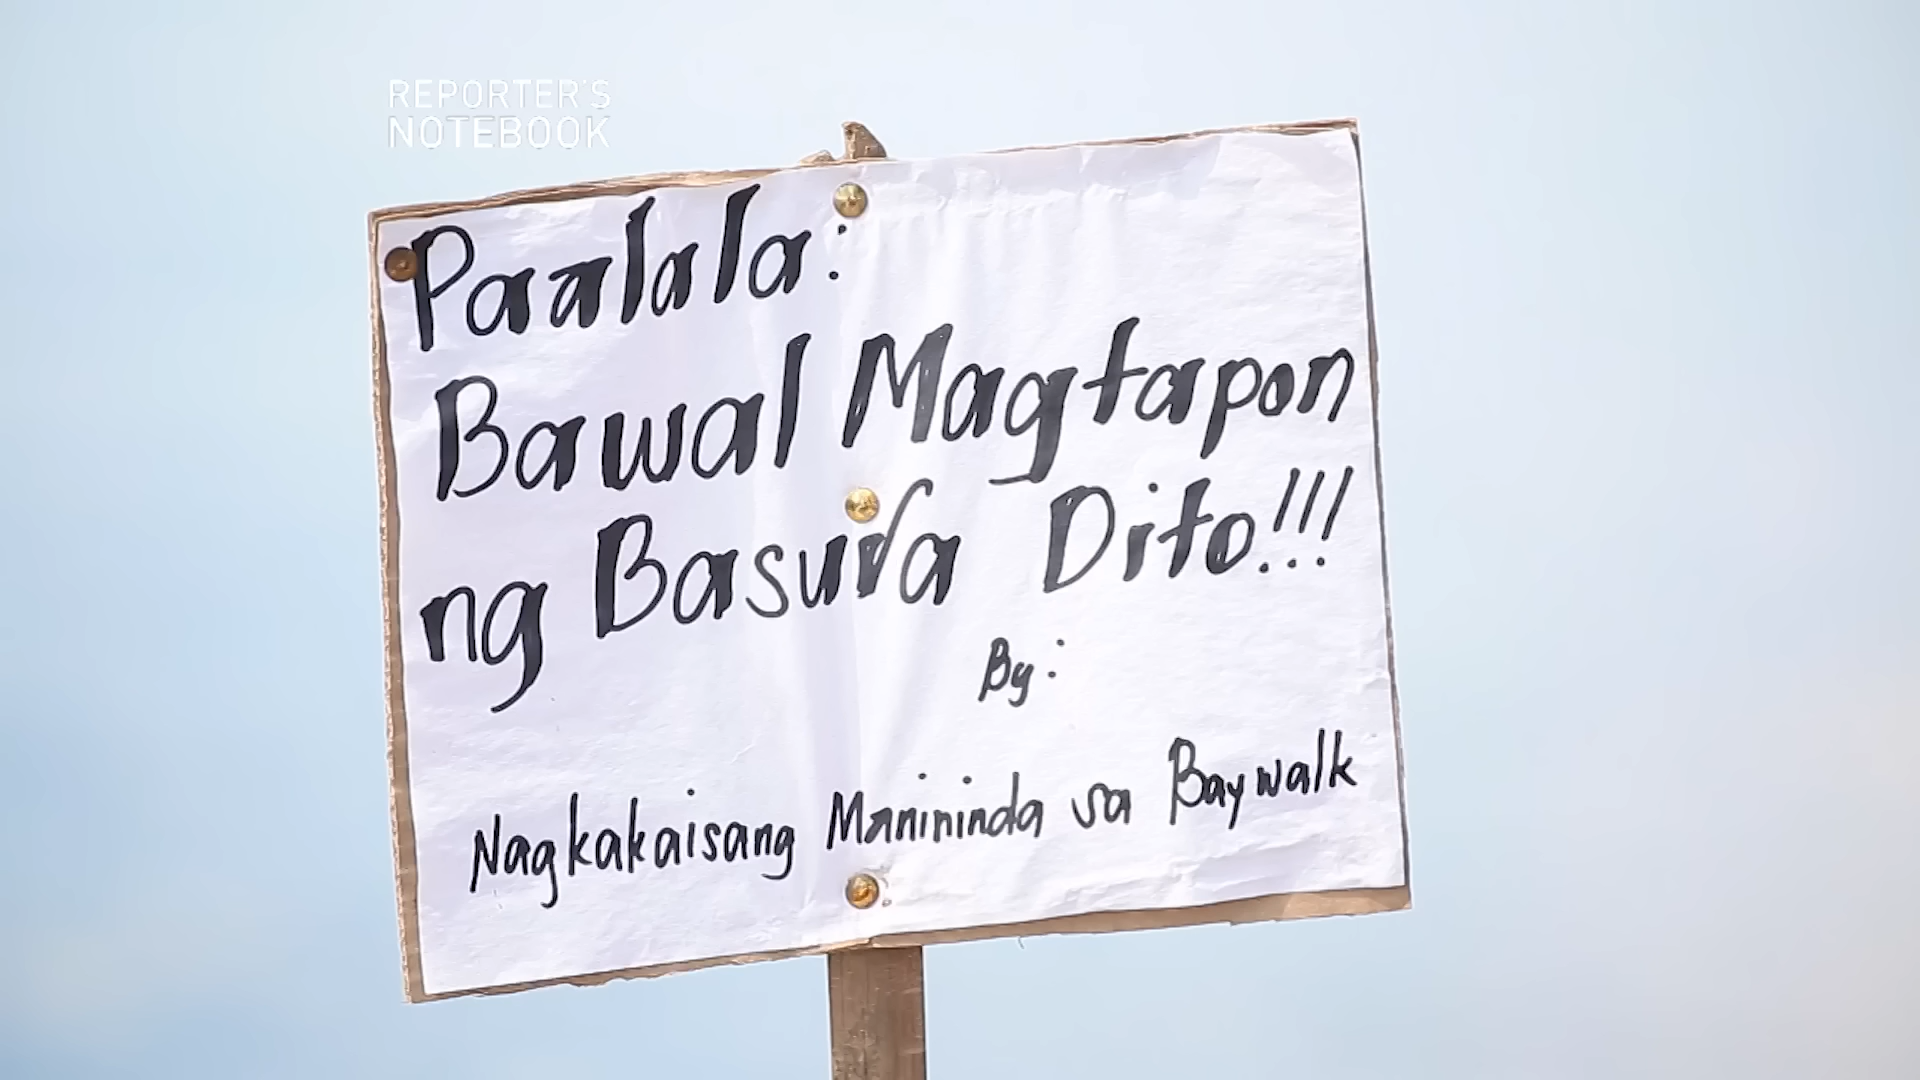 REPORTER'S
NOTEBOOK
Paalala:
Bawal Magtapon
ng Basura Dito!!!
By:
Nagkakaisang Manininda sa Baywalk